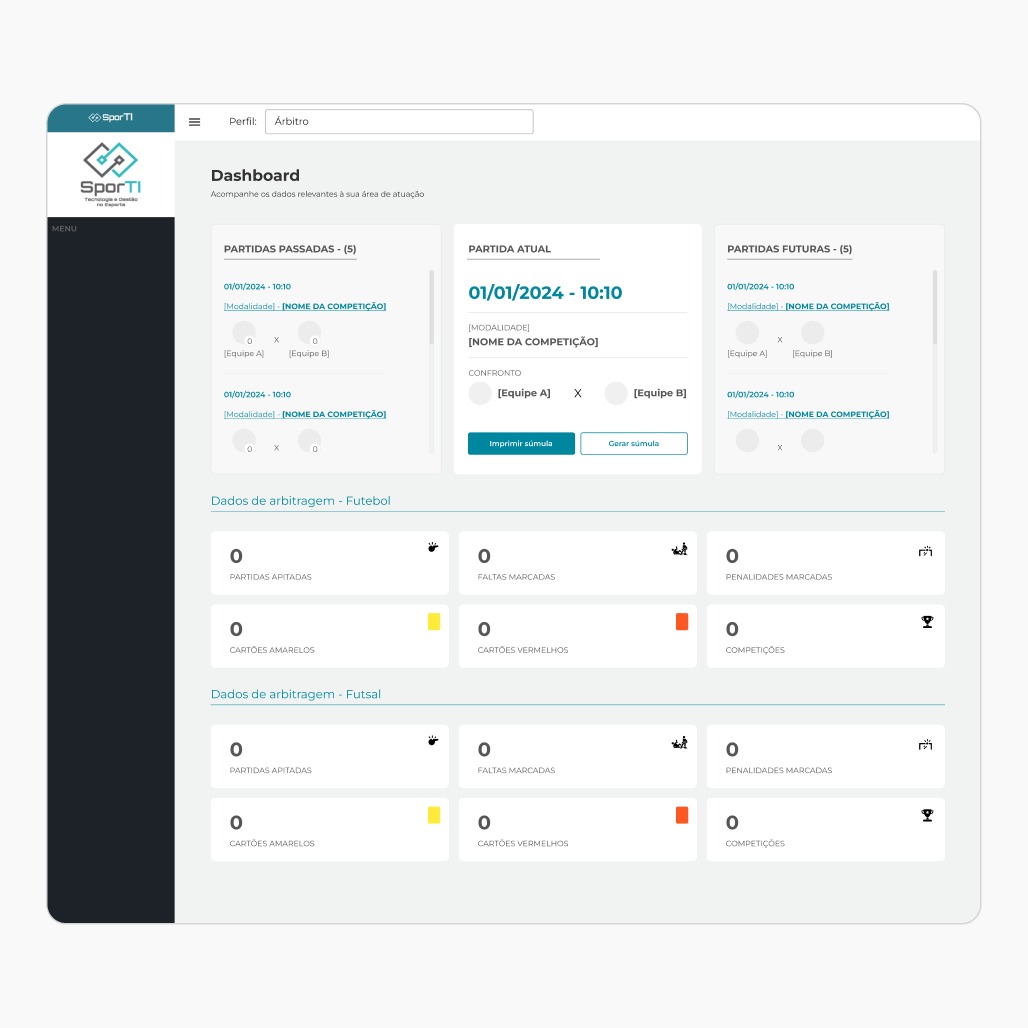 SporTI
Perfil:
Árbitro
SporTI
Tecnologia e Gestão
no Esporte
MENU
Dashboard
Acompanhe os dados relevantes à sua área de atuação
PARTIDAS PASSADAS - (5)
01/01/2024 - 10:10
[Modalidade] - [NOME DA COMPETIÇÃO]
0 X 0
[Equipe A] [Equipe B]
01/01/2024 - 10:10
[Modalidade] - [NOME DA COMPETIÇÃO]
0 X 0
PARTIDA ATUAL
01/01/2024 - 10:10
[MODALIDADE]
[NOME DA COMPETIÇÃO]
CONFRONTO
[Equipe A] X [Equipe B]
Imprimir súmula
Gerar súmula
PARTIDAS FUTURAS - (5)
01/01/2024 - 10:10
[Modalidade] - [NOME DA COMPETIÇÃO]
X
[Equipe A] [Equipe B]
01/01/2024 - 10:10
[Modalidade] - [NOME DA COMPETIÇÃO]
X
Dados de arbitragem - Futebol
0
PARTIDAS APITADAS
0
FALTAS MARCADAS
0
PENALIDADES MARCADAS
0
CARTÕES AMARELOS
0
CARTÕES VERMELHOS
0
COMPETIÇÕES
Dados de arbitragem - Futsal
0
PARTIDAS APITADAS
0
FALTAS MARCADAS
0
PENALIDADES MARCADAS
0
CARTÕES AMARELOS
0
CARTÕES VERMELHOS
0
COMPETIÇÕES